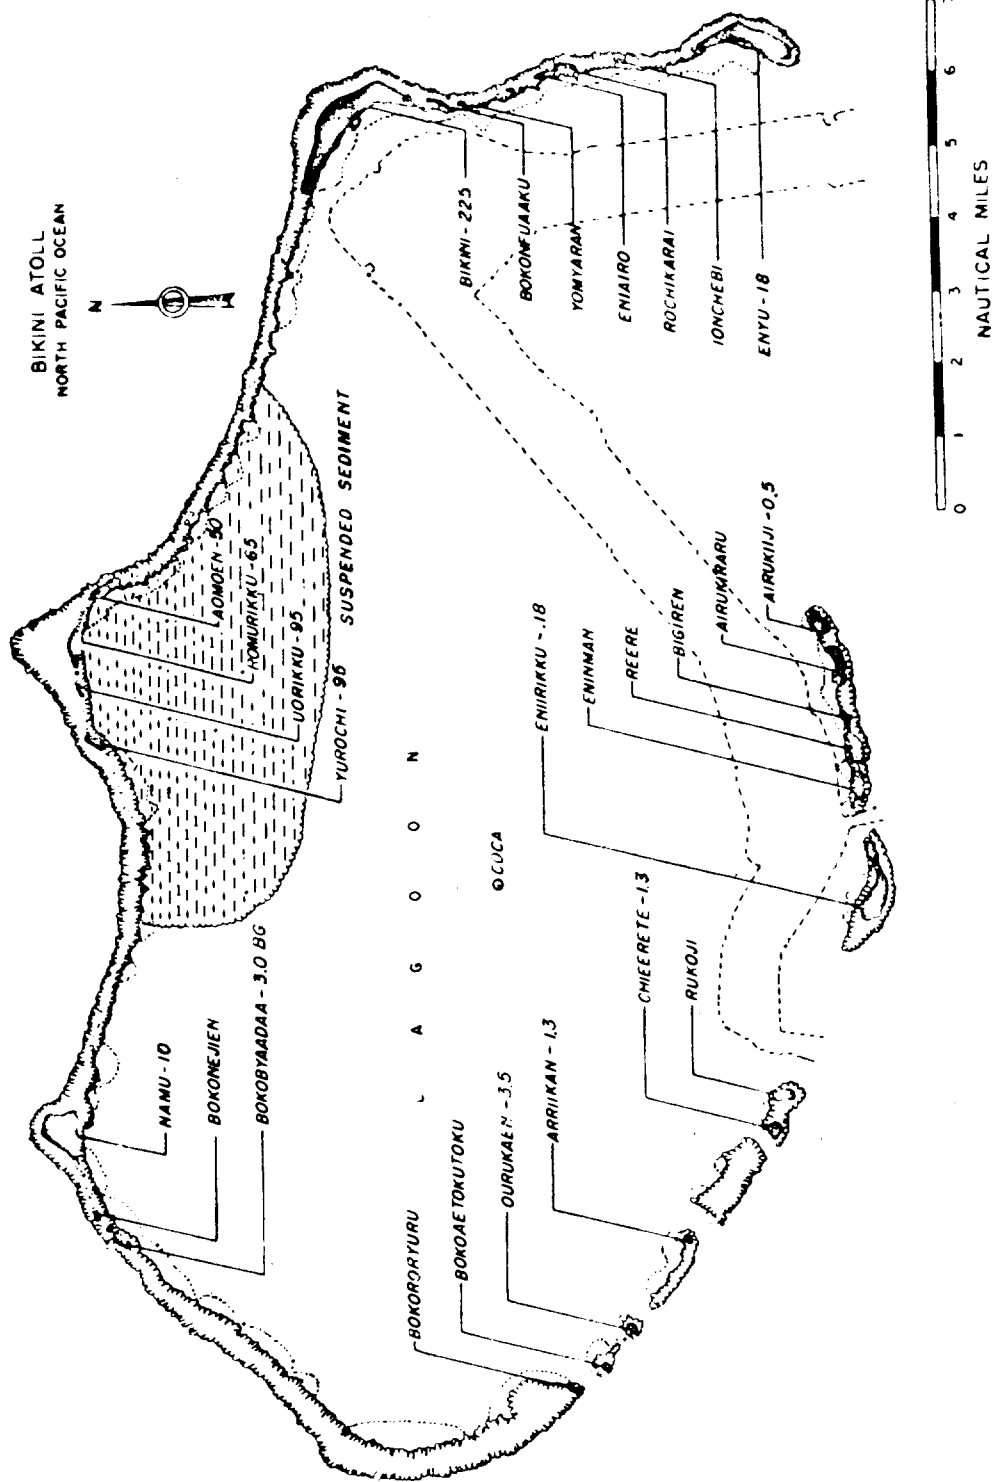 BIKINI ATOLL
NORTH PACIFIC OCEAN
N
NAMU - 10
BOKONEJIEN
BOKOBYAADAA - 3.0 BG
YUROCHI - 95
UORIKKU - 95
ROMURIKKU - 65
AOMOEN - 50
SUSPENDED SEDIMENT
BIKINI - 225
BOKONFUAAKU
YOMYARAN
ENIAIRO
ROCHIKARAI
IONCHEBI
ENYU - 18
LAGOON
COCA
BOKORORYURU
BOKOAETOKUTOKU
OURUKAEN - 3.5
ARRIIKAN - 1.3
CHIEERETE - 1.3
RUKOJI
ENIIRIKKU - .18
ENINMAN
REERE
BIGIREN
AIRUKIRARU
AIRUKIIJI - 0.5
0 1 2 3 4 5 6
NAUTICAL MILES